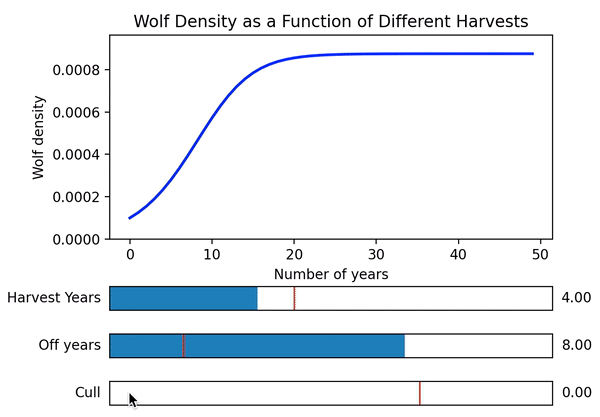 Wolf Density as a Function of Different Harvests
Wolf density
0.0008
0.0006
0.0004
0.0002
0.0000
0 10 20 30 40 50
Number of years
Harvest Years 4.00
Off years 8.00
Cull 0.00